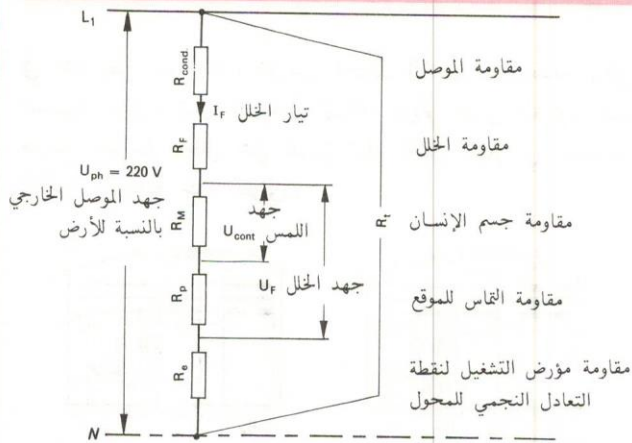 L₁
R_cond.
مقاومة الموصل
I_F تيار الخلل
R_F
مقاومة الخلل
U_ph = 220 V
جهد الموصل الخارجي
بالنسبة للأرض
R_M
جهد
اللمس
U_cont
R_t
مقاومة جسم الإنسان
U_F جهد الخلل
R_p
مقاومة التماس للموقع
R_e
مقاومة مؤرض التشغيل لنقطة
التعادل النجمي للمحول
N